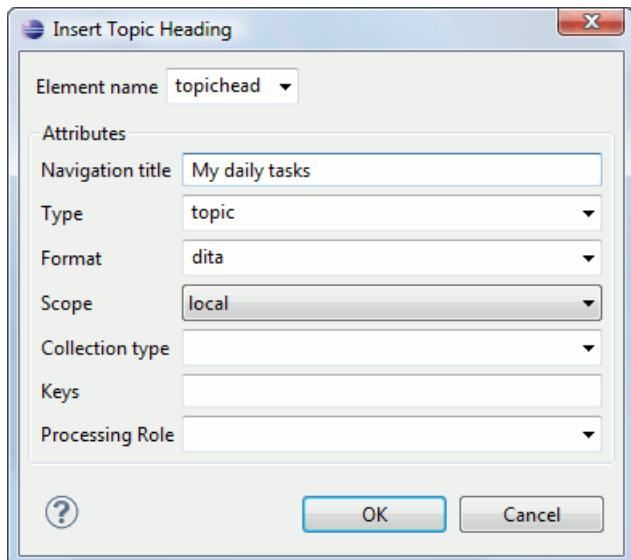 Insert Topic Heading
Element name topichead
Attributes
Navigation title My daily tasks
Type topic
Format dita
Scope local
Collection type
Keys
Processing Role
? OK Cancel